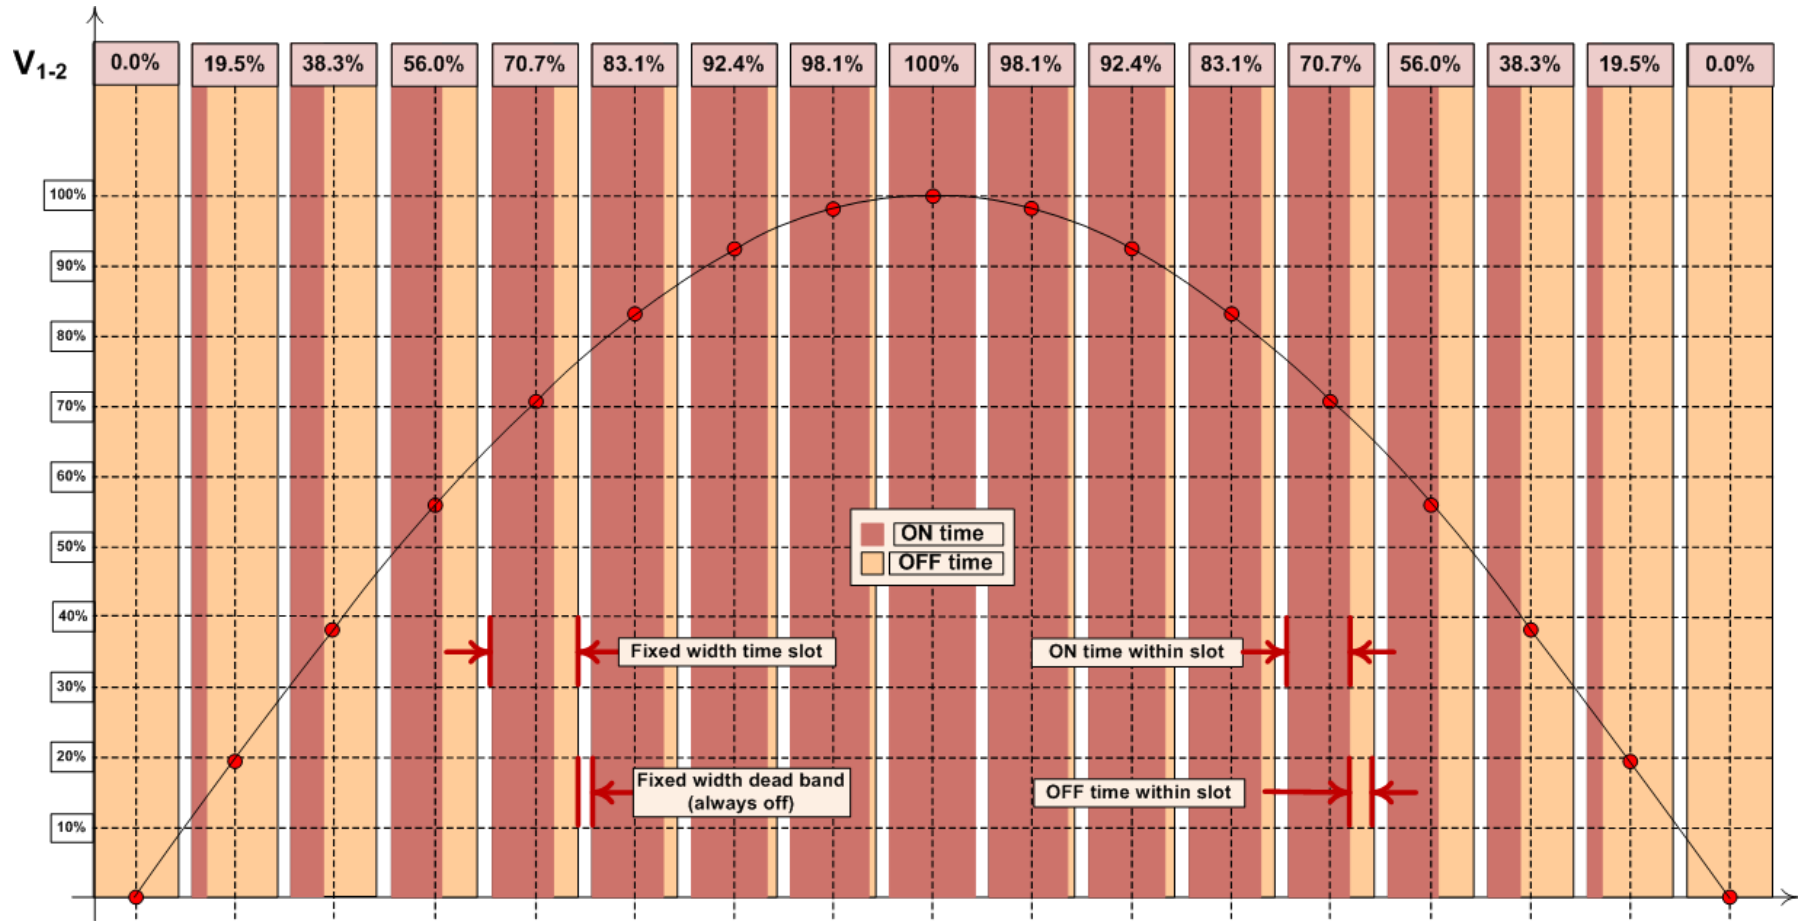 V1-2
0.0% 19.5% 38.3% 56.0% 70.7% 83.1% 92.4% 98.1% 100% 98.1% 92.4% 83.1% 70.7% 56.0% 38.3% 19.5% 0.0%
100%
90%
80%
70%
60%
50%
40%
30%
20%
10%
ON time
OFF time
Fixed width time slot
ON time within slot
Fixed width dead band
(always off)
OFF time within slot